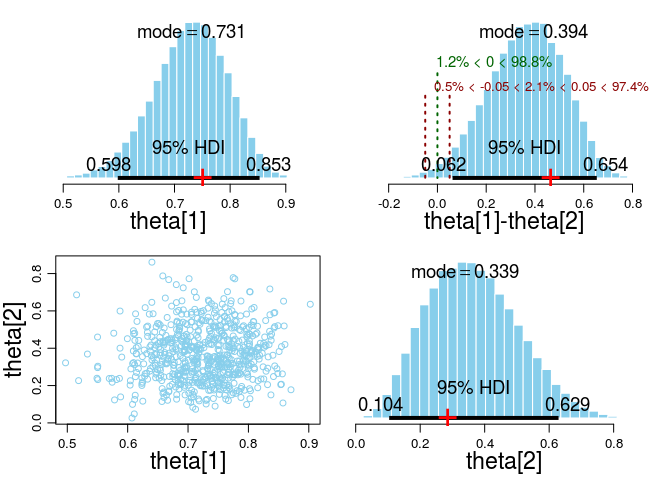 mode = 0.731
95% HDI
0.598 0.853
0.5 0.6 0.7 0.8 0.9
theta[1]
mode = 0.394
1.2% < 0 < 98.8%
0.5% < -0.05 < 2.1% < 0.05 < 97.4%
95% HDI
0.062 0.654
-0.2 0.0 0.2 0.4 0.6 0.8
theta[1]-theta[2]
theta[2]
0.8
0.6
0.4
0.2
0.0
0.5 0.6 0.7 0.8 0.9
theta[1]
mode = 0.339
95% HDI
0.104 0.629
0.0 0.2 0.4 0.6 0.8
theta[2]